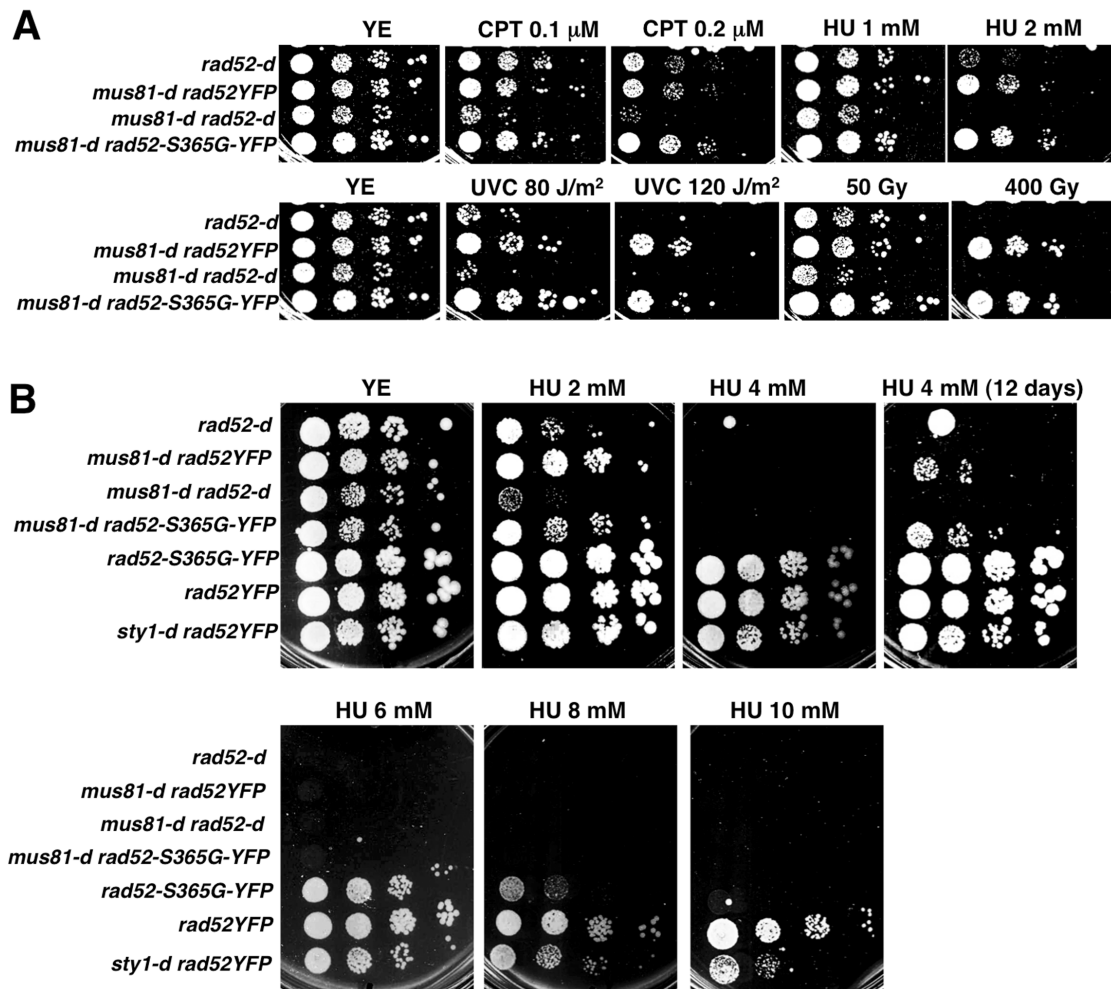 A
YE CPT 0.1 μM CPT 0.2 μM HU 1 mM HU 2 mM
rad52-d
mus81-d rad52YFP
mus81-d rad52-d
mus81-d rad52-S365G-YFP
YE UVC 80 J/m² UVC 120 J/m² 50 Gy 400 Gy
rad52-d
mus81-d rad52YFP
mus81-d rad52-d
mus81-d rad52-S365G-YFP
B
YE HU 2 mM HU 4 mM HU 4 mM (12 days)
rad52-d
mus81-d rad52YFP
mus81-d rad52-d
mus81-d rad52-S365G-YFP
rad52-S365G-YFP
rad52YFP
sty1-d rad52YFP
HU 6 mM HU 8 mM HU 10 mM
rad52-d
mus81-d rad52YFP
mus81-d rad52-d
mus81-d rad52-S365G-YFP
rad52-S365G-YFP
rad52YFP
sty1-d rad52YFP